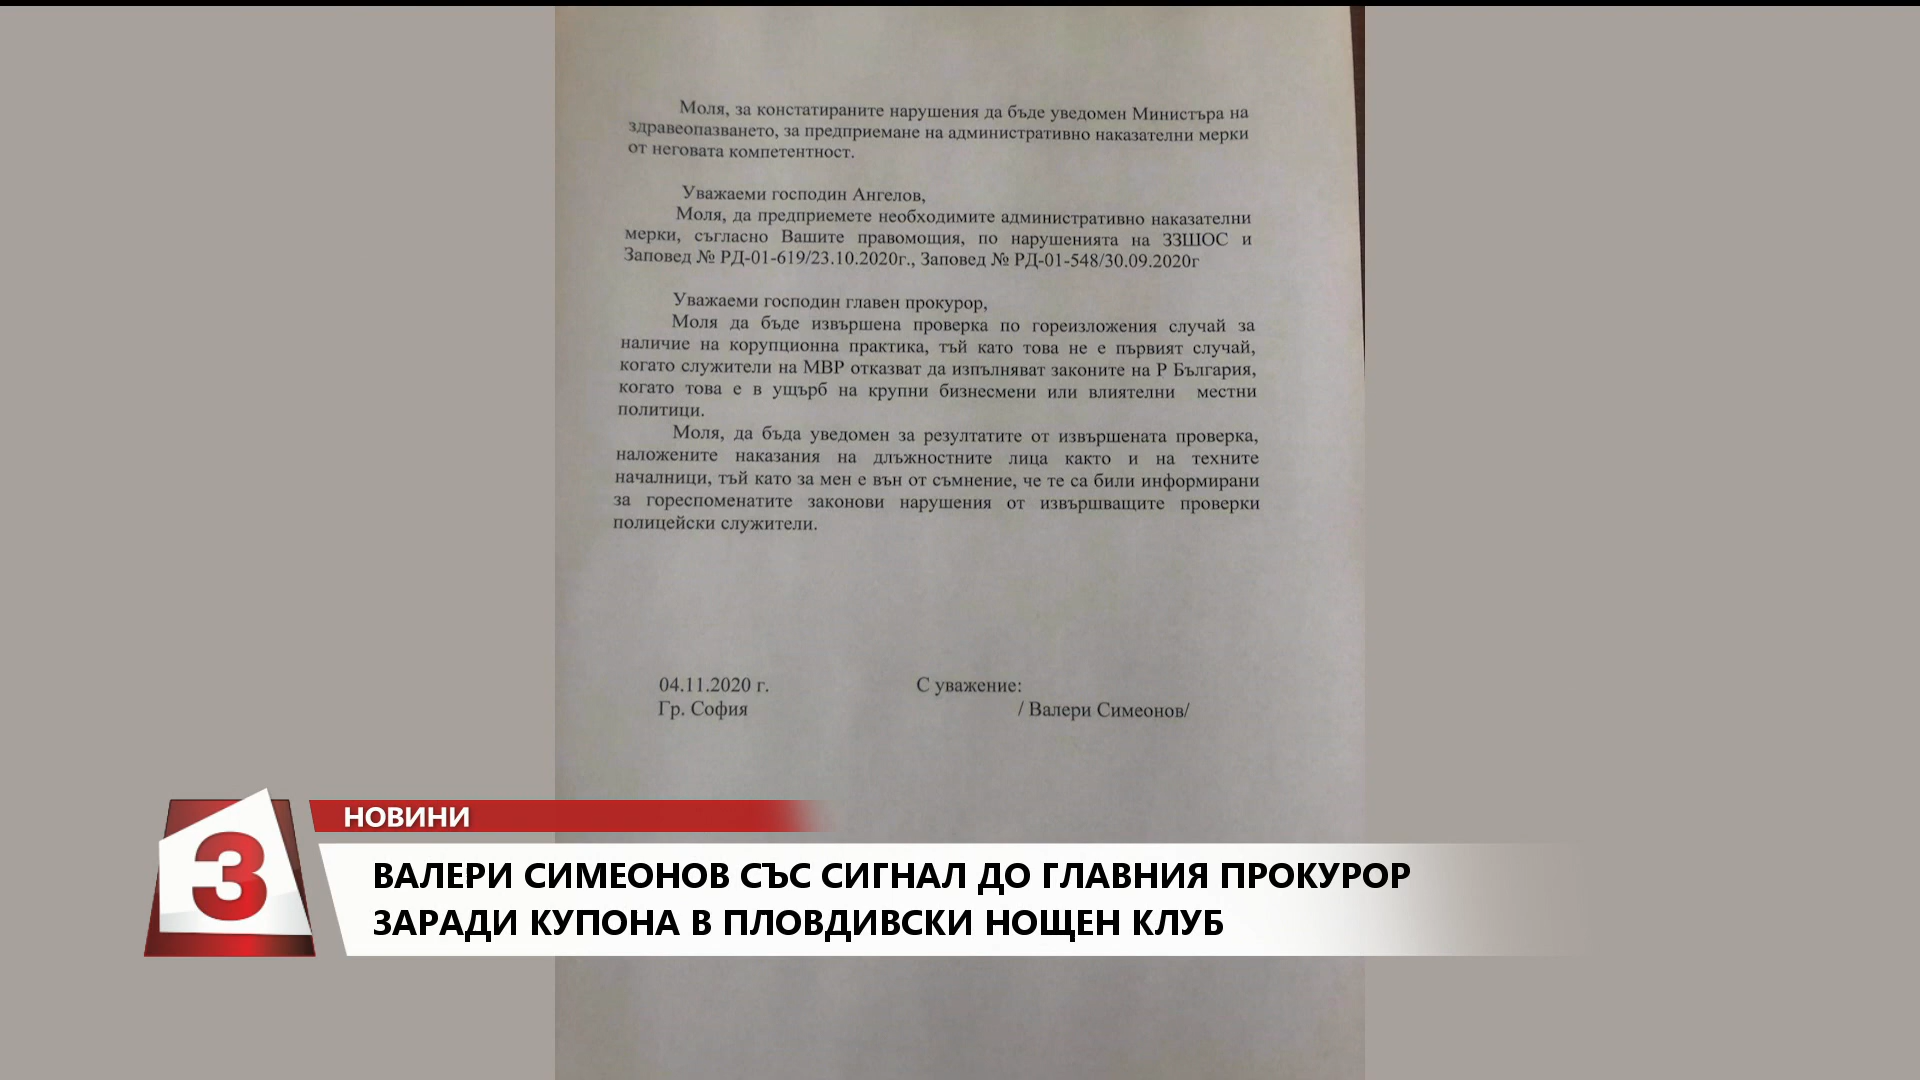 Моля, за констатираните нарушения да бъде уведомен Министъра на
здравеопазването, за предприемане на административно наказателни мерки
от неговата компетентност.
Уважаеми господин Ангелов,
Моля, да предприемете необходимите административно наказателни
мерки, съгласно Вашите правомощия, по нарушенията на ЗЗШОС и
Заповед № РД-01-619/23.10.2020г., Заповед № РД-01-548/30.09.2020г
Уважаеми господин главен прокурор,
Моля да бъде извършена проверка по гореизложения случай за
наличие на корупционна практика, тъй като това не е първият случай,
когато служители на МВР отказват да изпълняват законите на Р България,
когато това е в ущърб на крупни бизнесмени или влиятелни местни
политици.
Моля, да бъда уведомен за резултатите от извършената проверка,
наложените наказания на длъжностните лица както и на техните
началници, тъй като за мен е вън от съмнение, че те са били информирани
за гореспоменатите законови нарушения от извършващите проверки
полицейски служители.
04.11.2020 г. С уважение:
Гр. София / Валери Симеонов/
3
НОВИНИ
ВАЛЕРИ СИМЕОНОВ СЪС СИГНАЛ ДО ГЛАВНИЯ ПРОКУРОР
ЗАРАДИ КУПОНА В ПЛОВДИВСКИ НОЩЕН КЛУБ